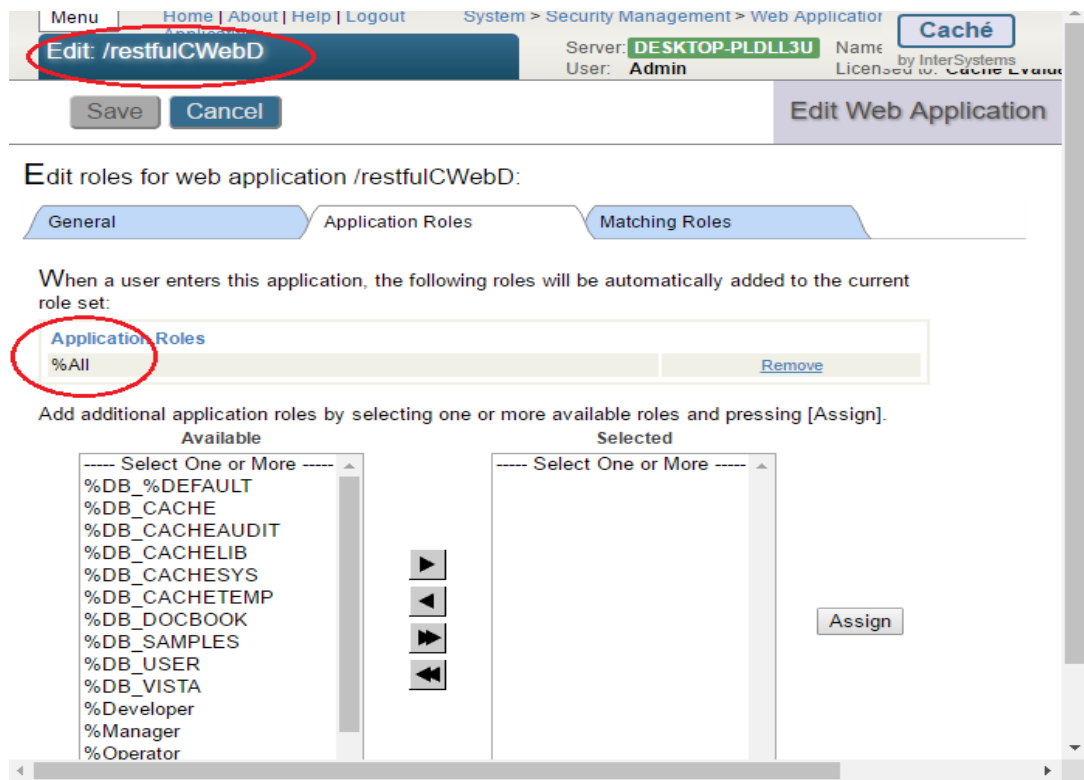 Menu
Home | About | Help | Logout
System > Security Management > Web Application
Edit: /restfulCWebD
Server: DESKTOP-PLDLL3U
User: Admin
Caché
by InterSystems
Save
Cancel
Edit Web Application
Edit roles for web application /restfulCWebD:
General
Application Roles
Matching Roles
When a user enters this application, the following roles will be automatically added to the current
role set:
Application Roles
%All
Remove
Add additional application roles by selecting one or more available roles and pressing [Assign].
Available
Selected
----- Select One or More -----
----- Select One or More -----
%DB_%DEFAULT
%DB_CACHE
%DB_CACHEAUDIT
%DB_CACHELIB
%DB_CACHESYS
%DB_CACHETEMP
%DB_DOCBOOK
%DB_SAMPLES
%DB_USER
%DB_VISTA
%Developer
%Manager
%Operator
Assign